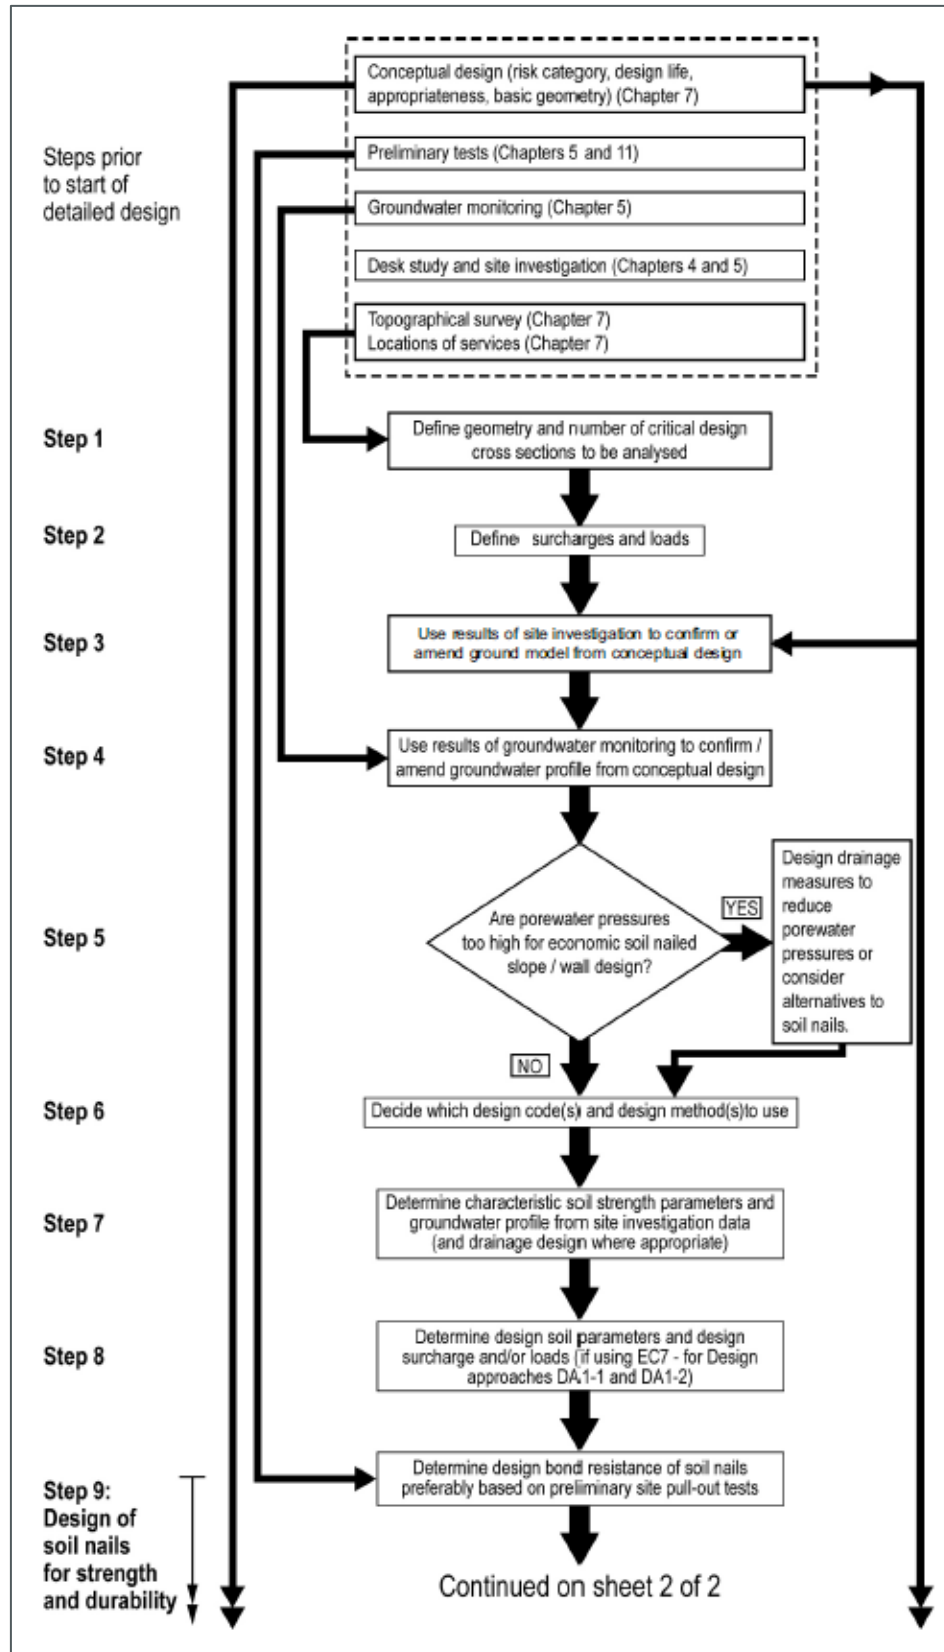 Conceptual design (risk category, design life,
appropriateness, basic geometry) (Chapter 7)
Steps prior
to start of
detailed design
Preliminary tests (Chapters 5 and 11)
Groundwater monitoring (Chapter 5)
Desk study and site investigation (Chapters 4 and 5)
Topographical survey (Chapter 7)
Locations of services (Chapter 7)
Step 1
Define geometry and number of critical design
cross sections to be analysed
Step 2
Define surcharges and loads
Step 3
Use results of site investigation to confirm or
amend ground model from conceptual design
Step 4
Use results of groundwater monitoring to confirm /
amend groundwater profile from conceptual design
Step 5
Are porewater pressures
too high for economic soil nailed
slope / wall design?
YES
Design drainage
measures to
reduce
porewater
pressures or
consider
alternatives to
soil nails.
NO
Step 6
Decide which design code(s) and design method(s)to use
Step 7
Determine characteristic soil strength parameters and
groundwater profile from site investigation data
(and drainage design where appropriate)
Step 8
Determine design soil parameters and design
surcharge and/or loads (if using EC7 - for Design
approaches DA1-1 and DA1-2)
Step 9:
Design of
soil nails
for strength
and durability
Determine design bond resistance of soil nails
preferably based on preliminary site pull-out tests
Continued on sheet 2 of 2